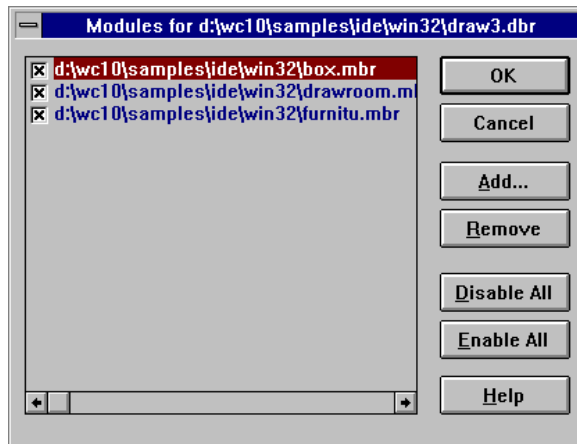 Modules for d:\wc10\samples\ide\win32\draw3.dbr
d:\wc10\samples\ide\win32\box.mbr
d:\wc10\samples\ide\win32\drawroom.ml
d:\wc10\samples\ide\win32\furnitu.mbr
OK
Cancel
Add...
Remove
Disable All
Enable All
Help